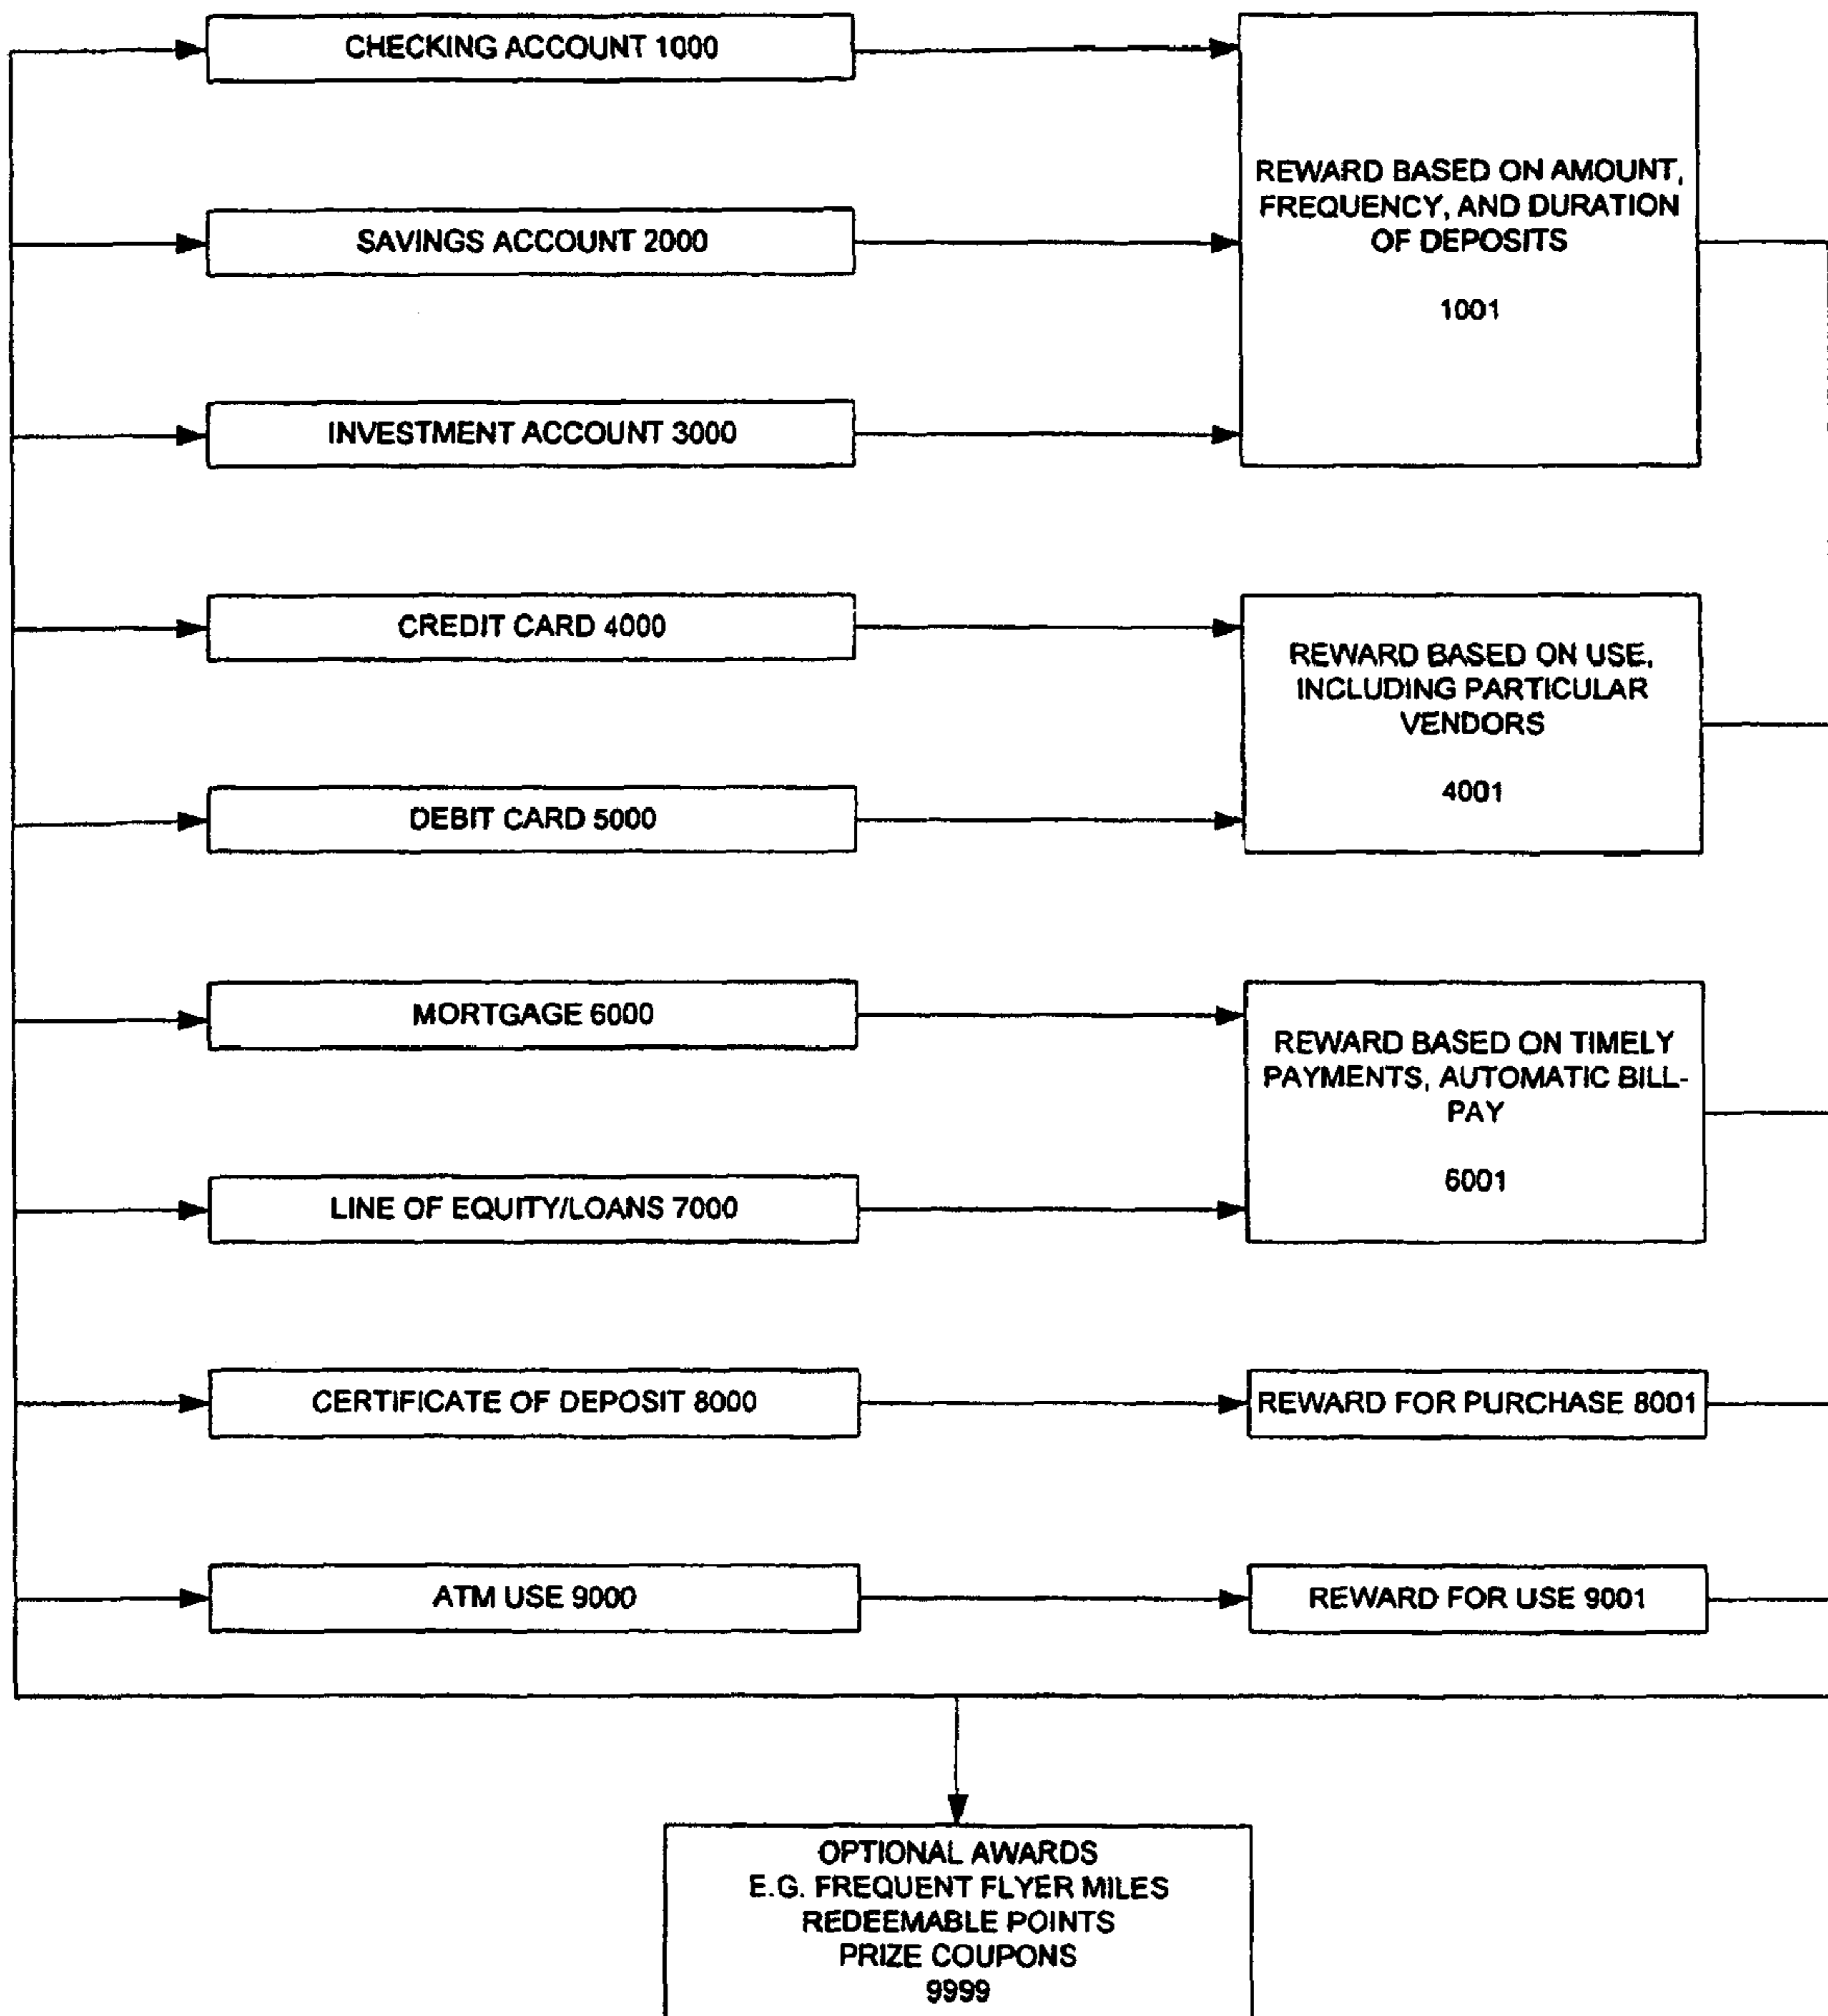 CHECKING ACCOUNT 1000
SAVINGS ACCOUNT 2000
INVESTMENT ACCOUNT 3000
REWARD BASED ON AMOUNT,
FREQUENCY, AND DURATION
OF DEPOSITS
1001
CREDIT CARD 4000
DEBIT CARD 5000
REWARD BASED ON USE,
INCLUDING PARTICULAR
VENDORS
4001
MORTGAGE 6000
LINE OF EQUITY/LOANS 7000
REWARD BASED ON TIMELY
PAYMENTS, AUTOMATIC BILL-
PAY
6001
CERTIFICATE OF DEPOSIT 8000
REWARD FOR PURCHASE 8001
ATM USE 9000
REWARD FOR USE 9001
OPTIONAL AWARDS
E.G. FREQUENT FLYER MILES
REDEEMABLE POINTS
PRIZE COUPONS
9999